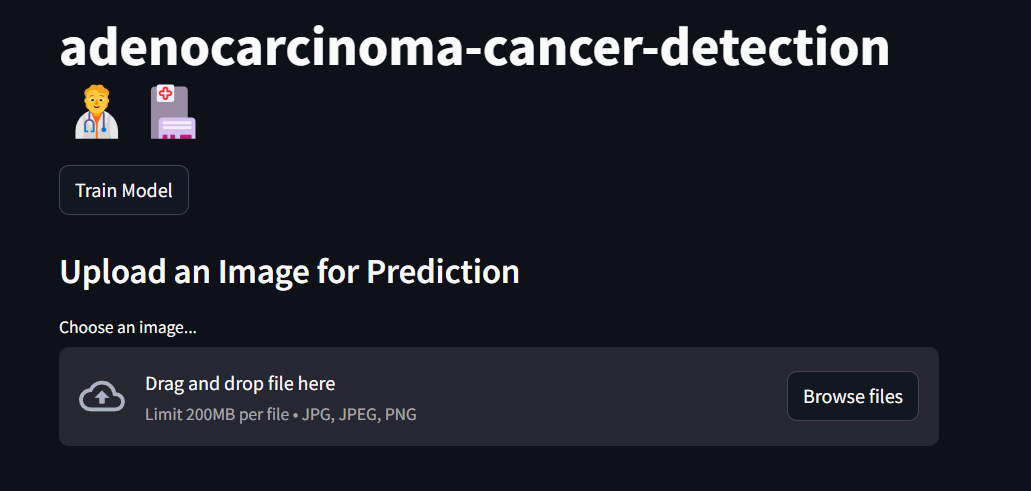 adenocarcinoma-cancer-detection
Train Model
Upload an Image for Prediction
Choose an image...
Drag and drop file here
Limit 200MB per file • JPG, JPEG, PNG
Browse files